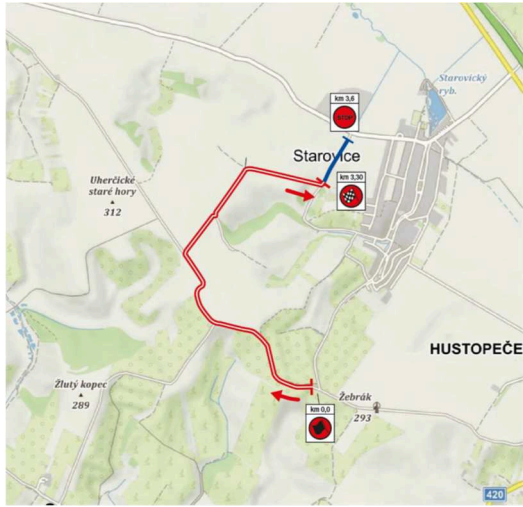 Starovický
ryb.
km 3,6
STOP
Starovice
km 3,30
Uherčické
staré hory
312
HUSTOPEČE
Žlutý kopec
289
Žebrák
293
km 0,0
420